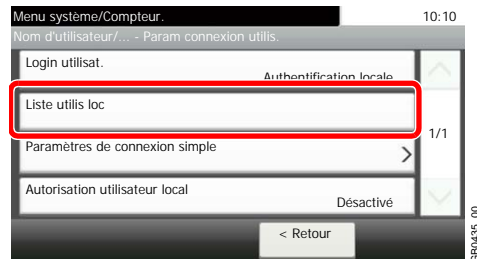 Menu système/Compteur. 10:10
Nom d'utilisateur/... - Param connexion utilis.
Login utilisat.
Authentification locale
Liste utilis loc
1/1
Paramètres de connexion simple
Autorisation utilisateur local
Désactivé
< Retour
GB0435_00